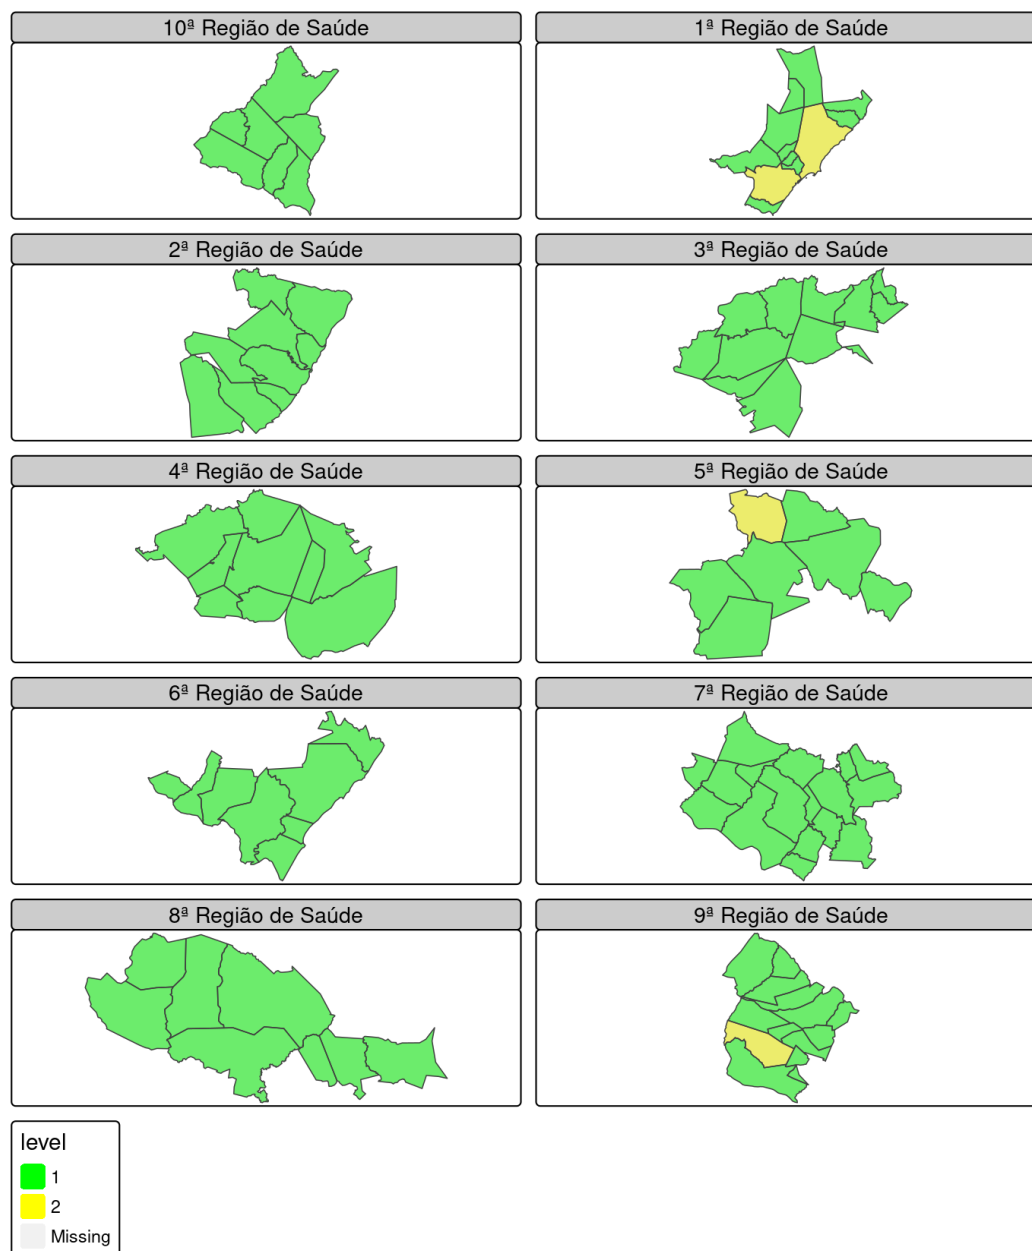 10ª Região de Saúde
1ª Região de Saúde
2ª Região de Saúde
3ª Região de Saúde
4ª Região de Saúde
5ª Região de Saúde
6ª Região de Saúde
7ª Região de Saúde
8ª Região de Saúde
9ª Região de Saúde
level
1
2
Missing